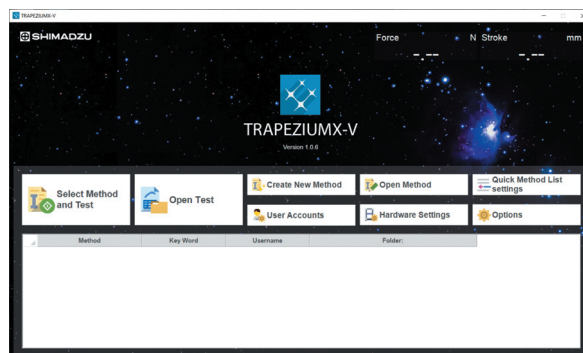 TRAPEZIUMX-V
SHIMADZU
Force -.-- N Stroke -.-- mm
TRAPEZIUMX-V
Version 1.0.6
Select Method and Test
Open Test
Create New Method
Open Method
Quick Method List settings
User Accounts
Hardware Settings
Options
Method Key Word Username Folder: